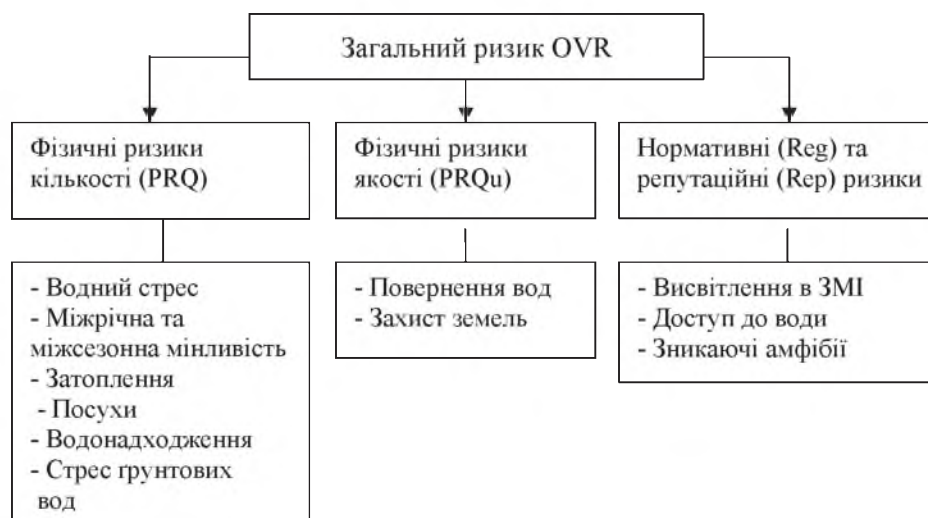 Загальний ризик OVR
Фізичні ризики
кількості (PRQ)
Фізичні ризики
якості (PRQu)
Нормативні (Reg) та
репутаційні (Rep) ризики
- Водний стрес
- Міжрічна та
міжсезонна мінливість
- Затоплення
- Посухи
- Водонадходження
- Стрес ґрунтових
вод
- Повернення вод
- Захист земель
- Висвітлення в ЗМІ
- Доступ до води
- Зникаючі амфібії